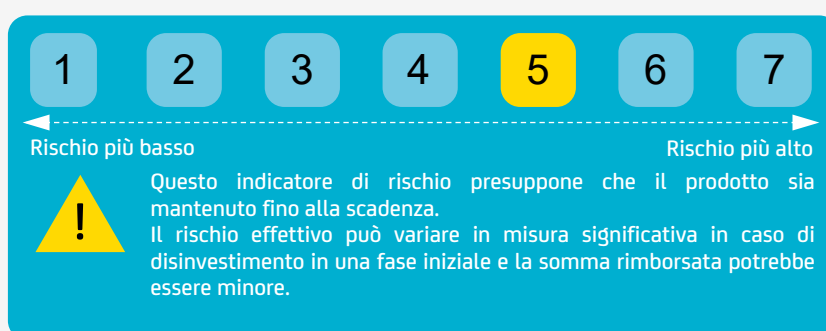 1 2 3 4 5 6 7
Rischio più basso Rischio più alto
!
Questo indicatore di rischio presuppone che il prodotto sia
mantenuto fino alla scadenza.
Il rischio effettivo può variare in misura significativa in caso di
disinvestimento in una fase iniziale e la somma rimborsata potrebbe
essere minore.